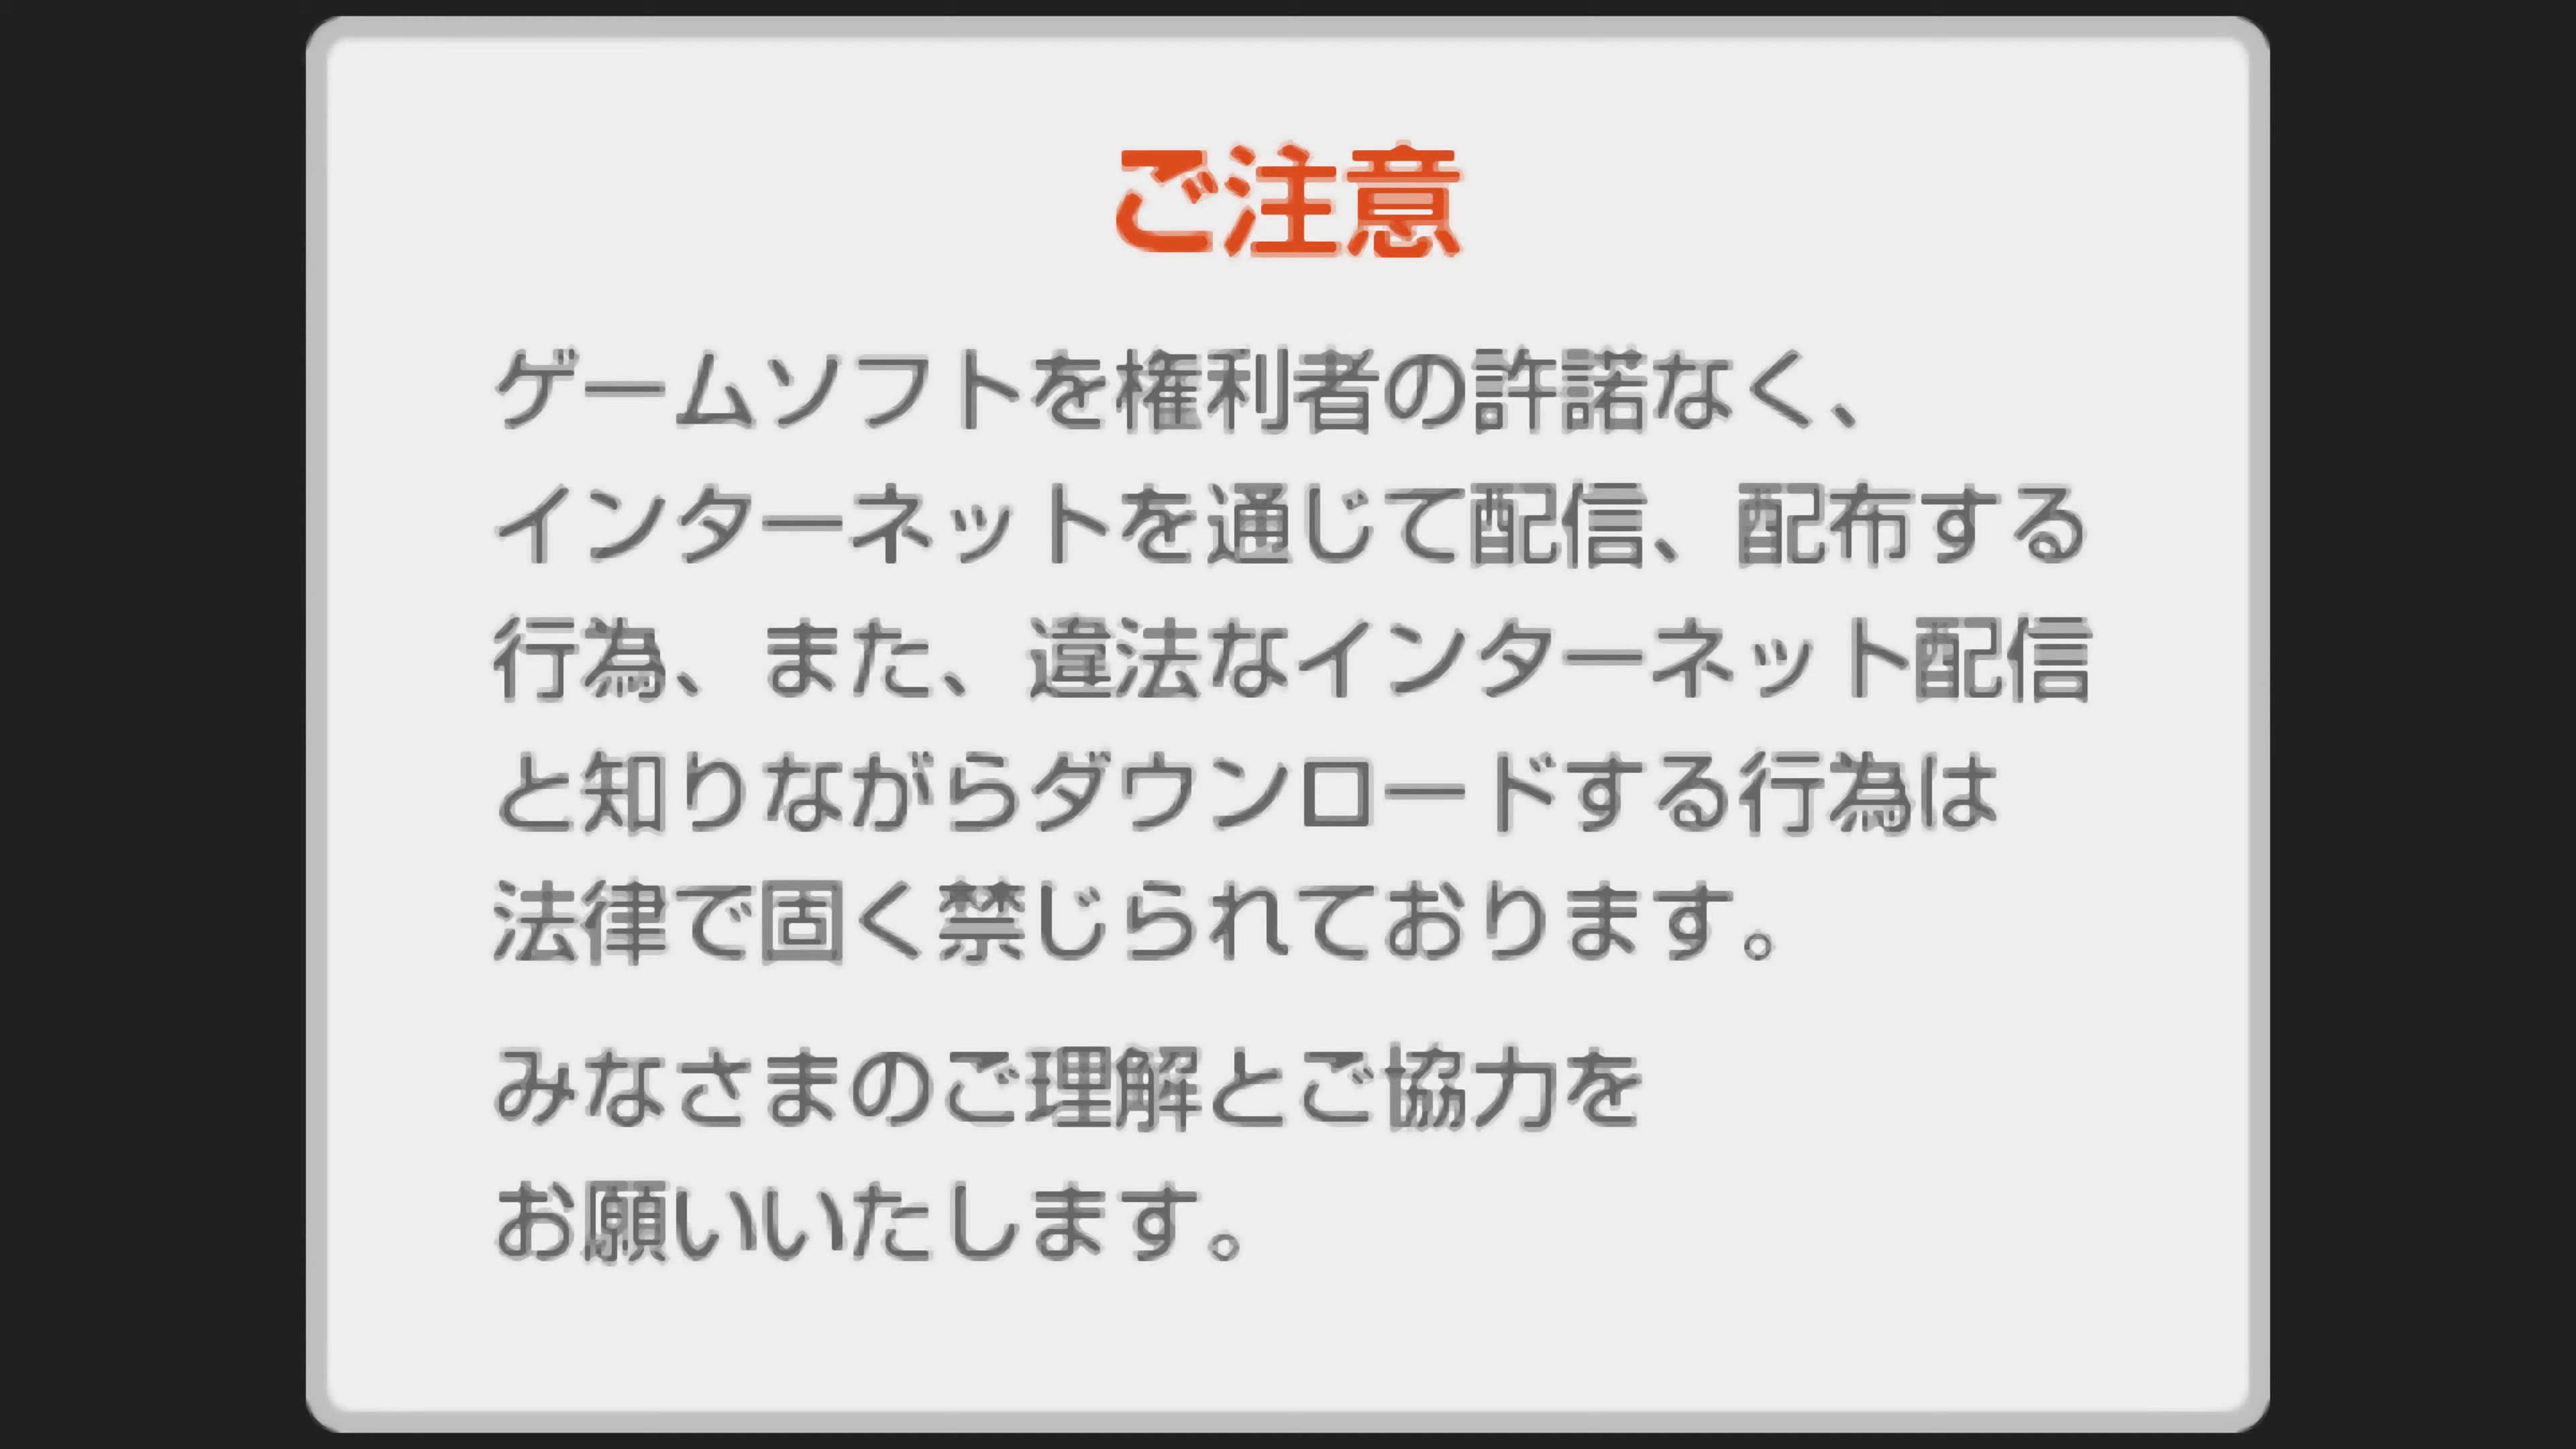 ご注意
ゲームソフトを権利者の許諾なく、
インターネットを通じて配信、配布する
行為、また、違法なインターネット配信
と知りながらダウンロードする行為は
法律で固く禁じられております。
みなさまのご理解とご協力を
お願いいたします。